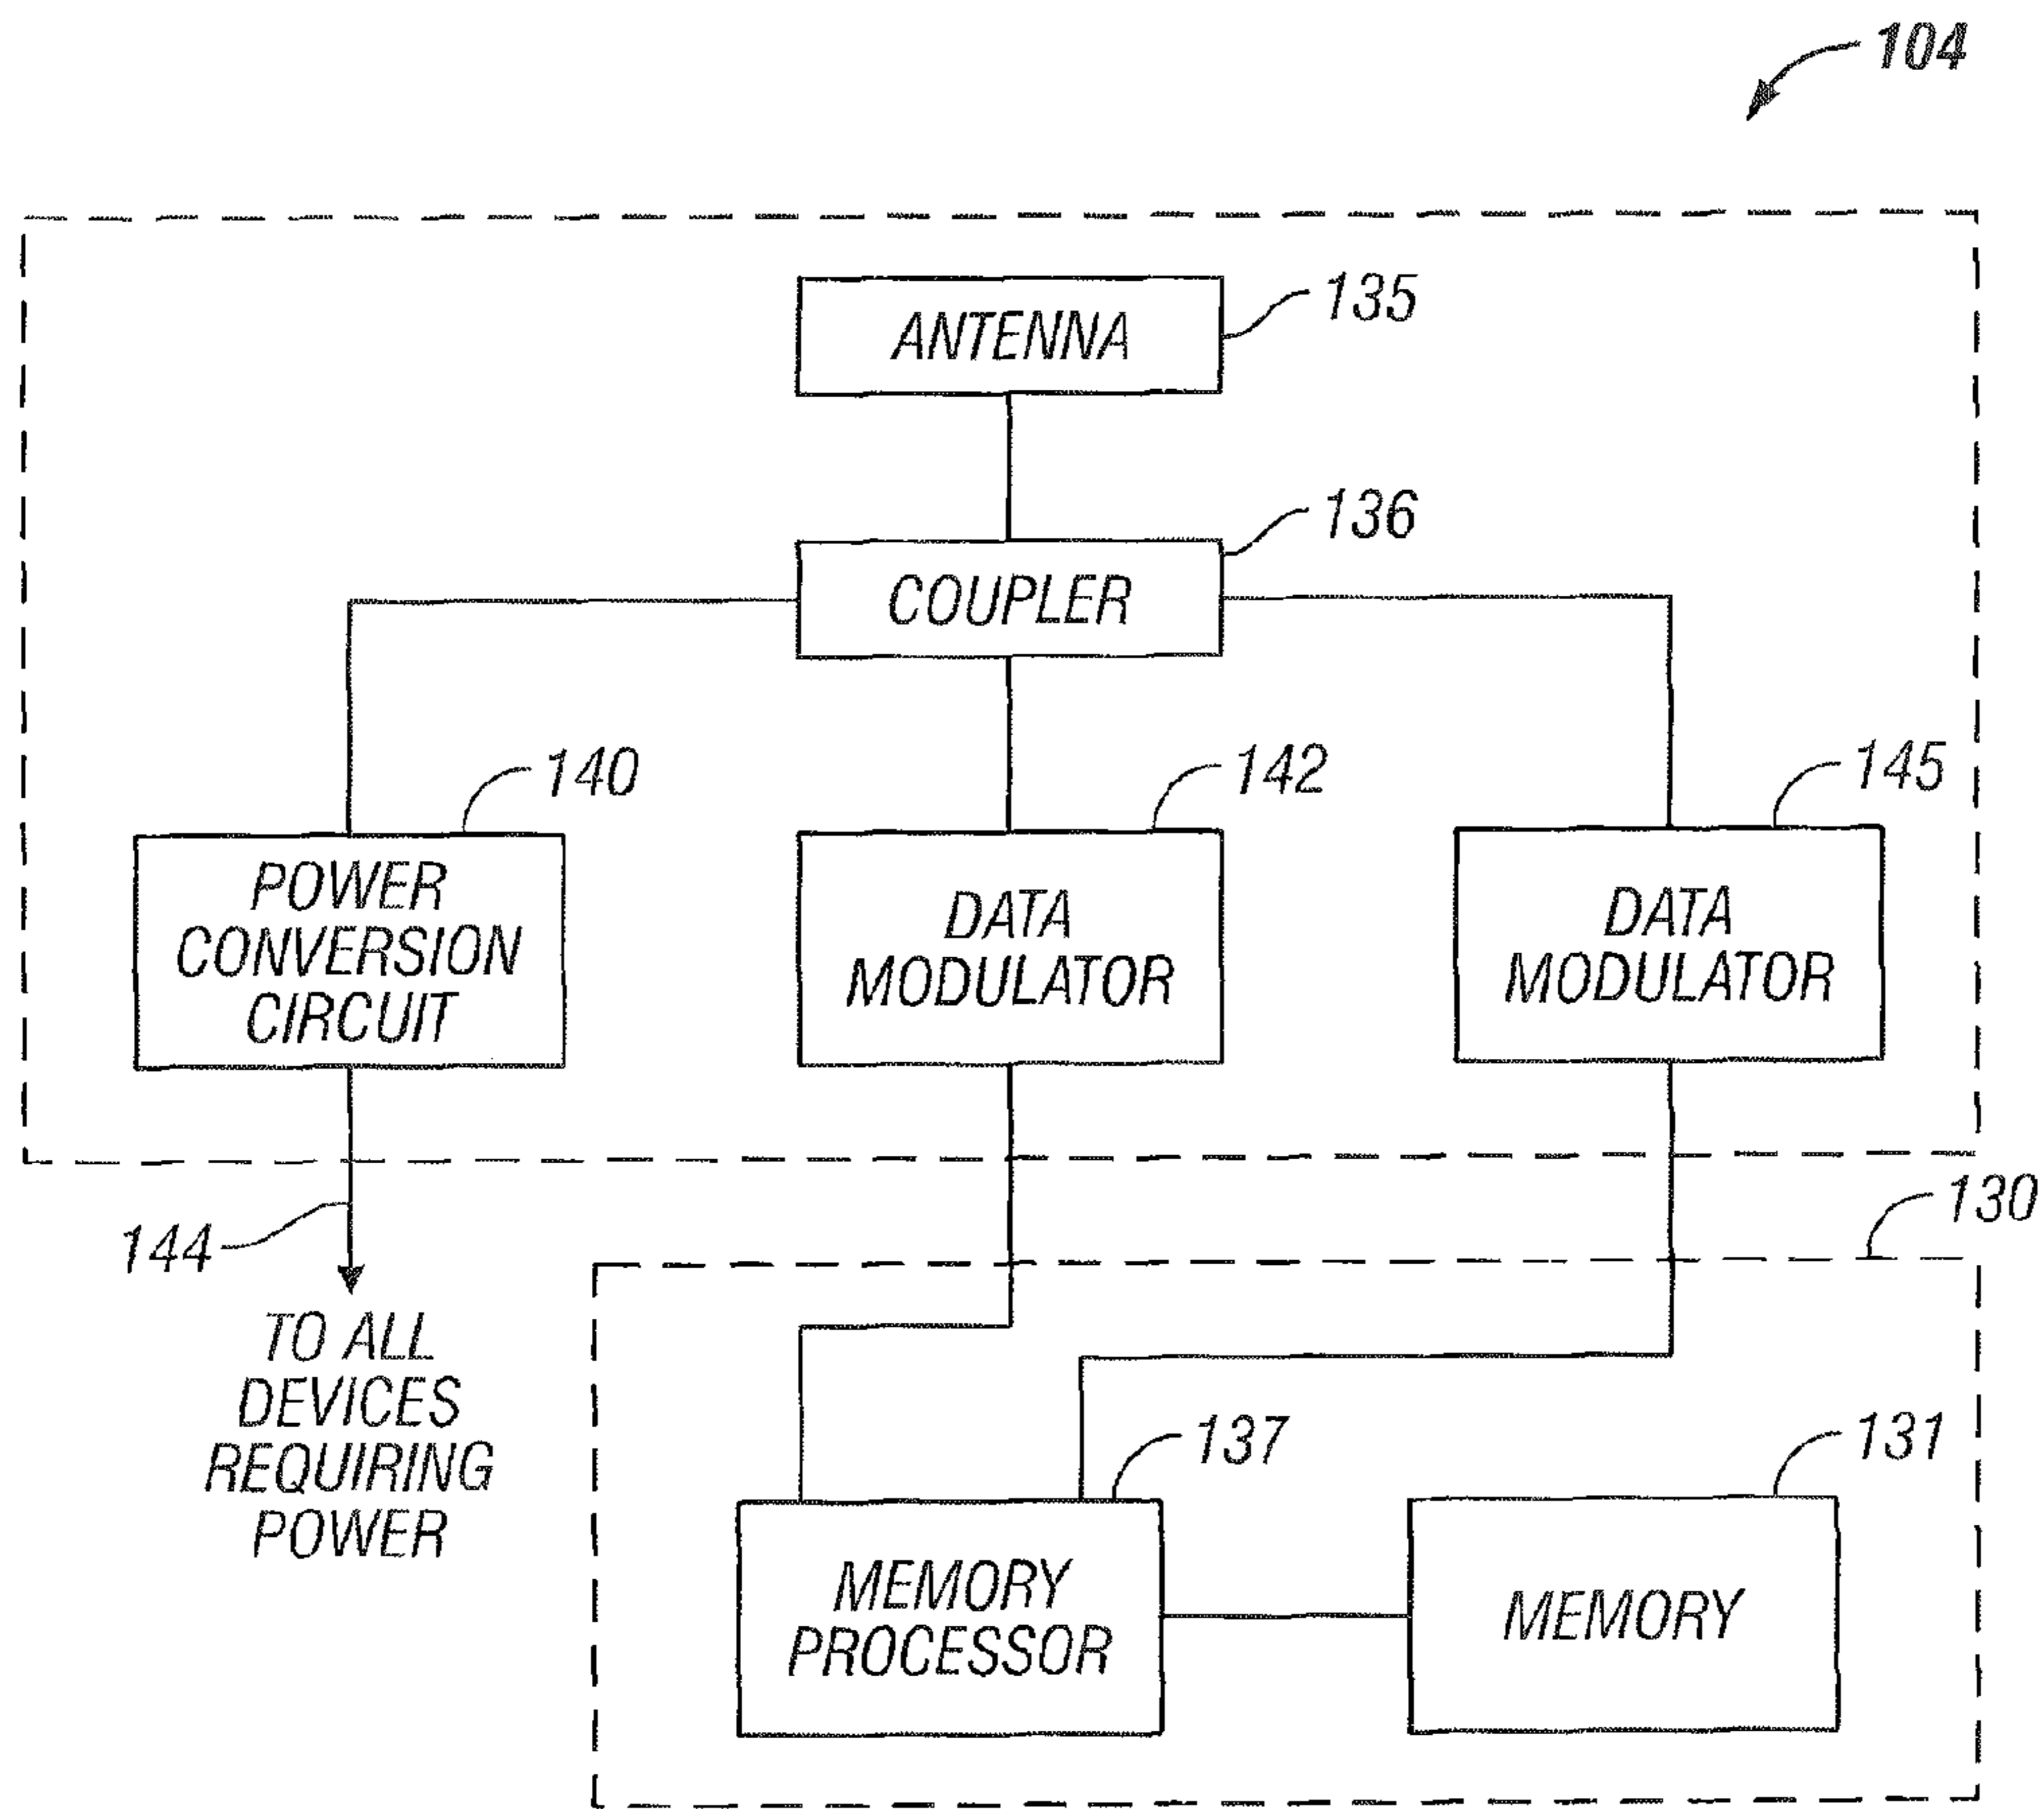 104
ANTENNA
135
COUPLER
136
140
142
145
POWER
CONVERSION
CIRCUIT
DATA
MODULATOR
DATA
MODULATOR
144
130
TO ALL
DEVICES
REQUIRING
POWER
137
131
MEMORY
PROCESSOR
MEMORY